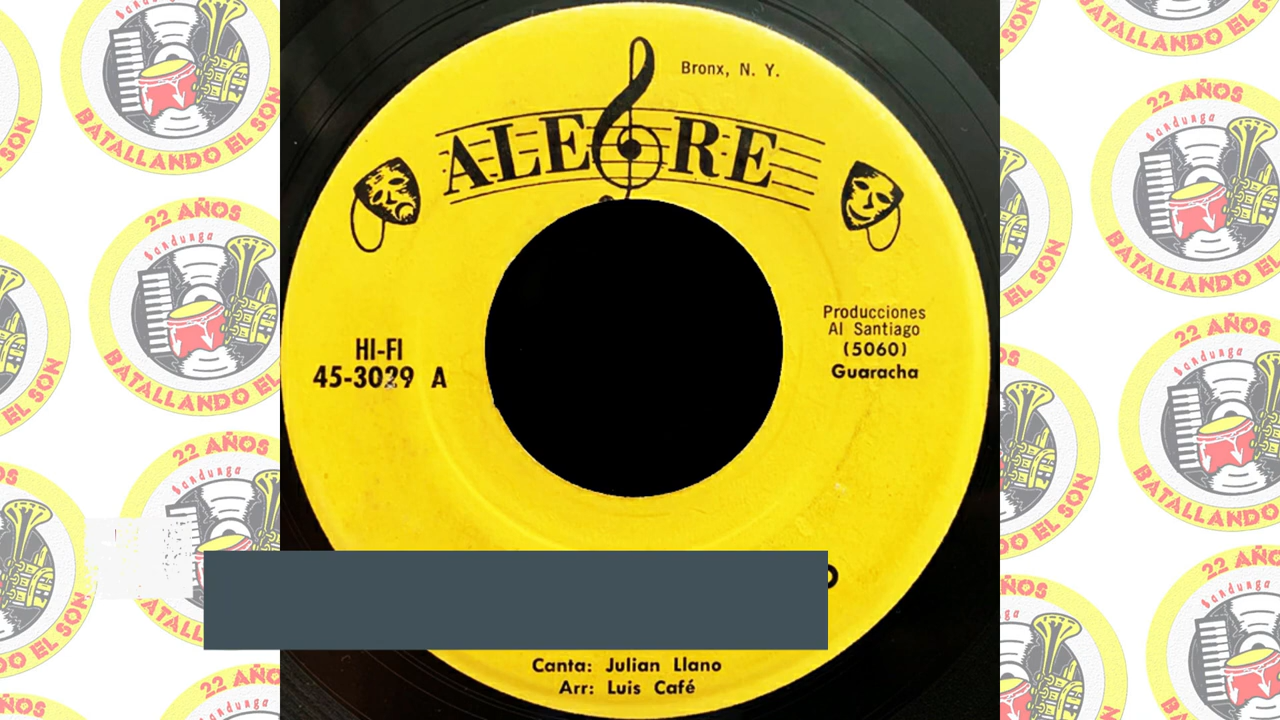 Bronx, N. Y.
ALEGRE
HI-FI
45-3029 A
Producciones
Al Santiago
(5060)
Guaracha
Canta: Julian Llano
Arr: Luis Café
22 AÑOS
Sandunga
BATALLANDO EL SON